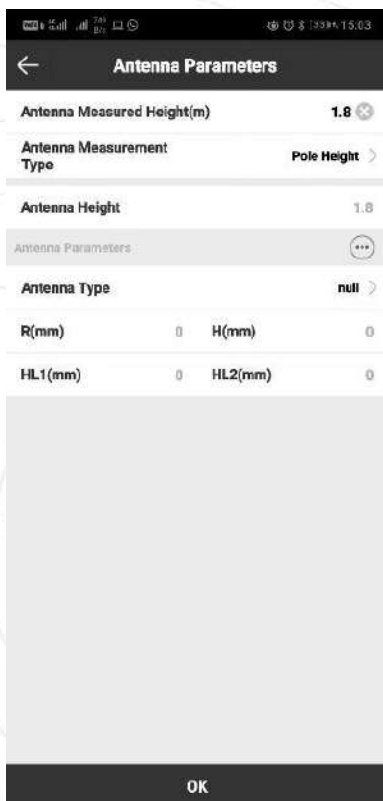 15.03
Antenna Parameters
Antenna Measured Height(m) 1.8
Antenna Measurement Type Pole Height
Antenna Height 1.8
Antenna Parameters
Antenna Type null
R(mm) 0 H(mm) 0
HL1(mm) 0 HL2(mm) 0
OK